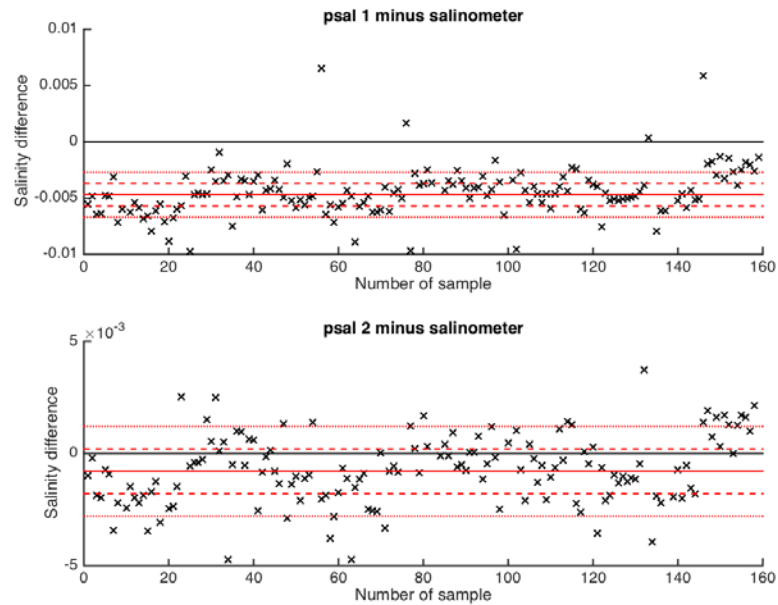 psal 1 minus salinometer
0.01
0.005
0
-0.005
-0.01
Salinity difference
0 20 40 60 80 100 120 140 160
Number of sample
psal 2 minus salinometer
×10⁻³
5
0
-5
Salinity difference
0 20 40 60 80 100 120 140 160
Number of sample